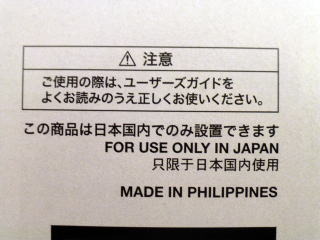 ⚠ 注意
ご使用の際は、ユーザーズガイドを
よくお読みのうえ正しくお使いください。
この商品は日本国内でのみ設置できます
FOR USE ONLY IN JAPAN
只限于日本国内使用
MADE IN PHILIPPINES